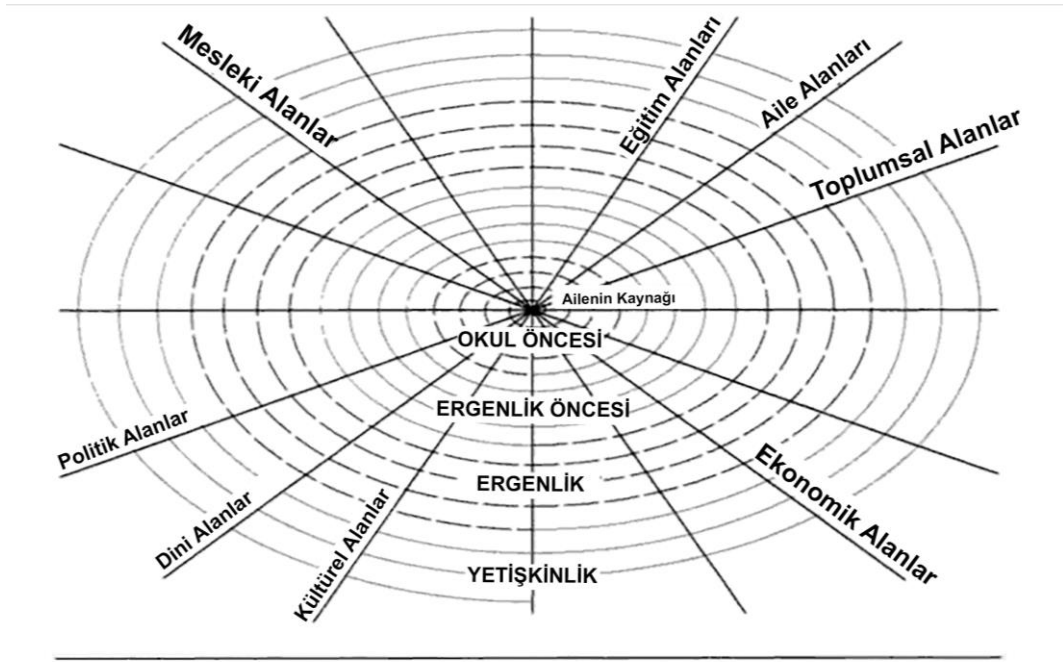 Mesleki Alanlar
Eğitim Alanları
Aile Alanları
Toplumsal Alanlar
Ailenin Kaynağı
OKUL ÖNCESİ
ERGENLİK ÖNCESİ
Politik Alanlar
ERGENLİK
Ekonomik Alanlar
Dini Alanlar
Kültürel Alanlar
YETİŞKİNLİK